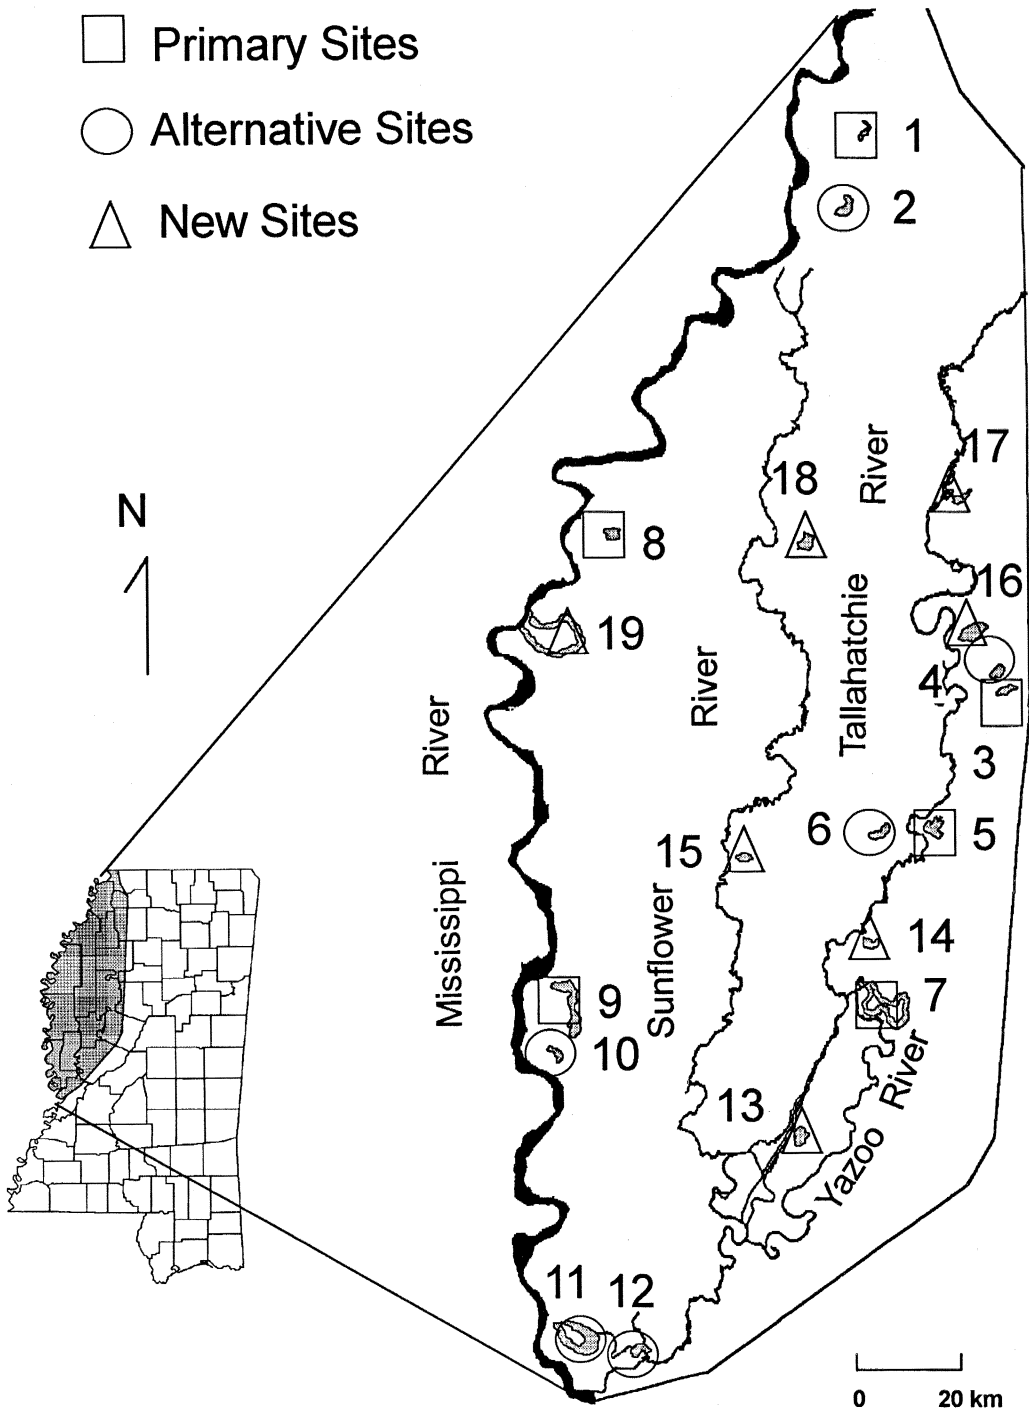 Primary Sites
Alternative Sites
New Sites
1
2
N
17
River
18
8
16
19
4
River
Tallahatchie
River
3
6
5
15
14
Mississippi
Sunflower
9
7
10
River
13
Yazoo
11
12
0 20 km